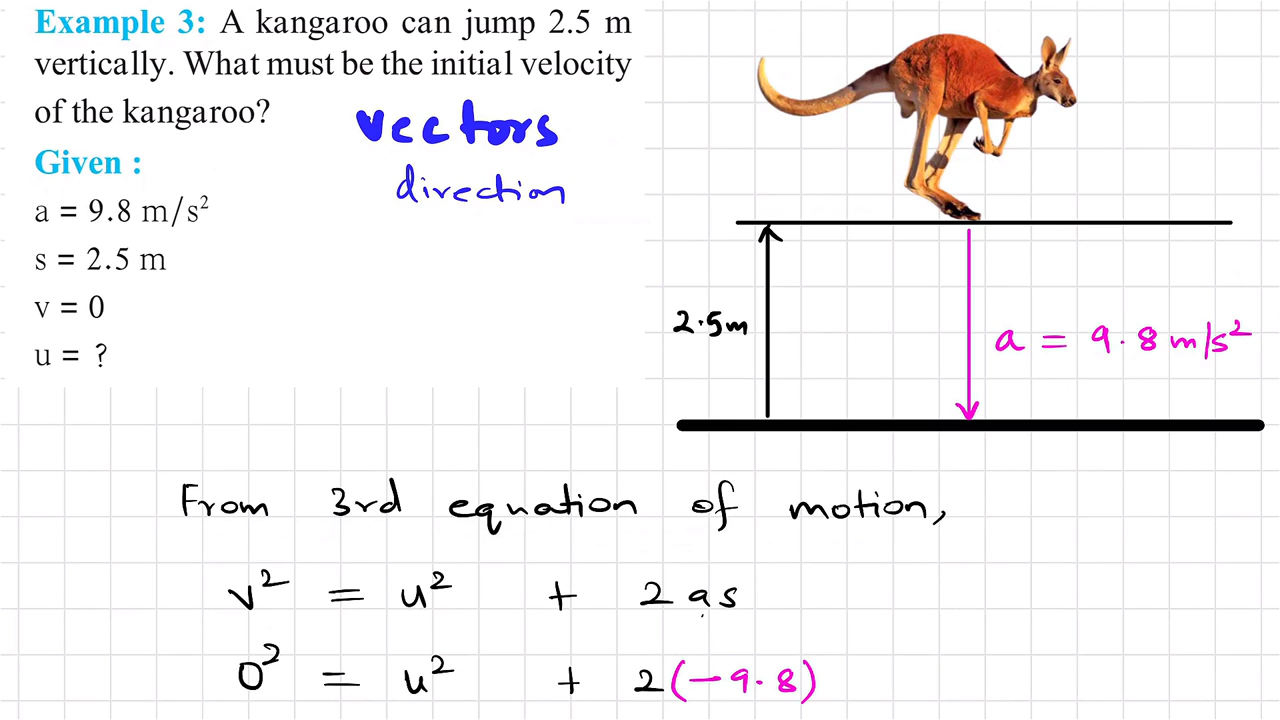 Example 3: A kangaroo can jump 2.5 m
vertically. What must be the initial velocity
of the kangaroo?
vectors
direction
Given :
a = 9.8 m/s²
s = 2.5 m
v = 0
u = ?
2.5m
a = 9.8 m/s²
From 3rd equation of motion,
v² = u² + 2as
0² = u² + 2(-9.8)